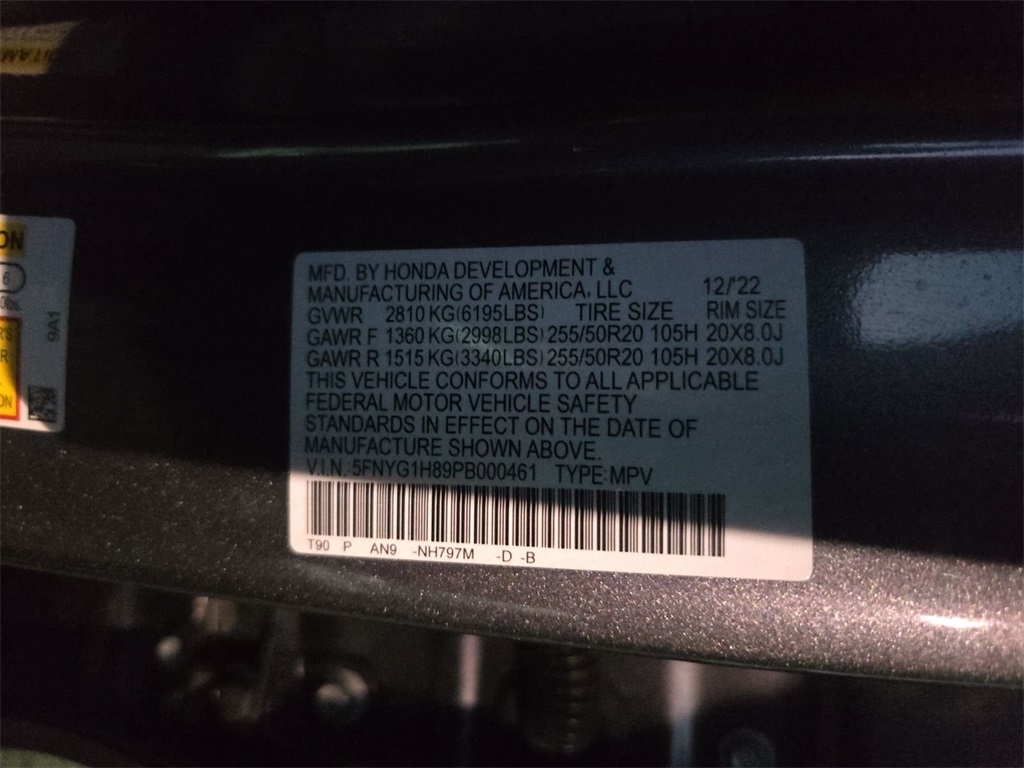 ON
6
0lbs
9A1
MFD. BY HONDA DEVELOPMENT &
MANUFACTURING OF AMERICA, LLC 12/'22
GVWR 2810 KG(6195LBS) TIRE SIZE RIM SIZE
GAWR F 1360 KG(2998LBS) 255/50R20 105H 20X8.0J
GAWR R 1515 KG(3340LBS) 255/50R20 105H 20X8.0J
THIS VEHICLE CONFORMS TO ALL APPLICABLE
FEDERAL MOTOR VEHICLE SAFETY
STANDARDS IN EFFECT ON THE DATE OF
MANUFACTURE SHOWN ABOVE.
V.I.N. 5FNYG1H89PB000461 TYPE:MPV
T90 P AN9 -NH797M -D -B